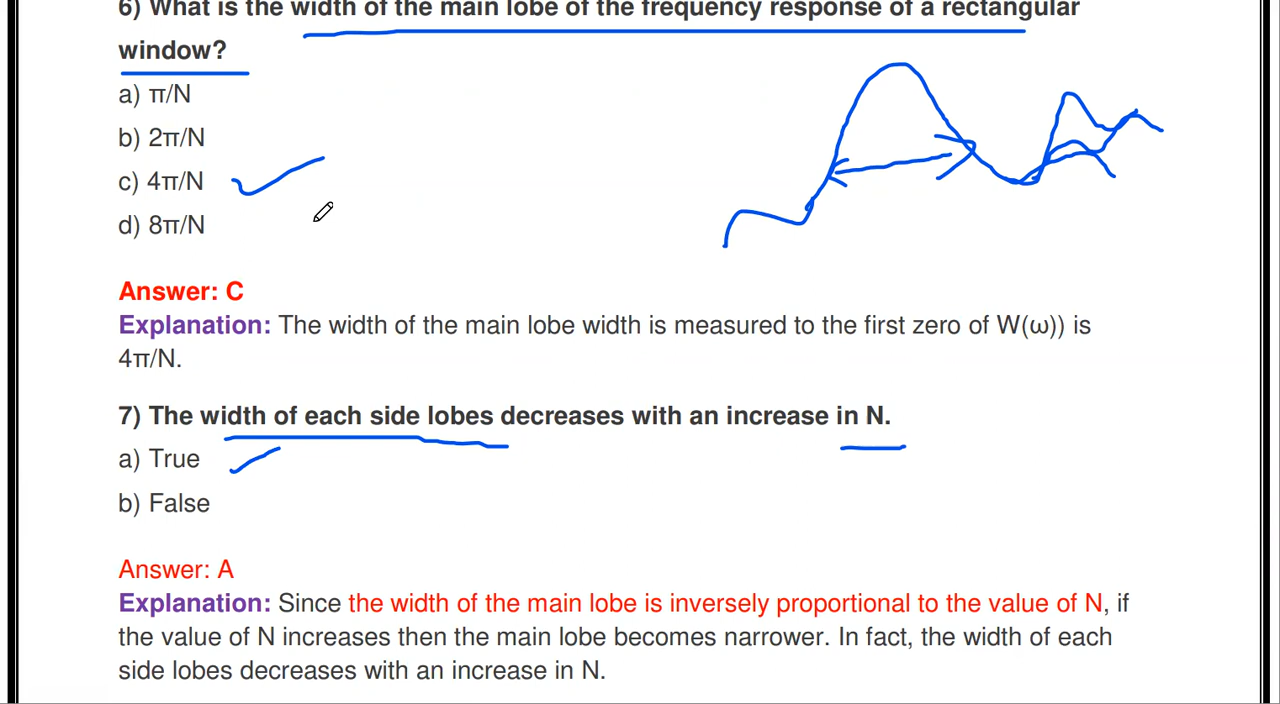 6) What is the width of the main lobe of the frequency response of a rectangular
window?
a) π/N
b) 2π/N
c) 4π/N
d) 8π/N
Answer: C
Explanation: The width of the main lobe width is measured to the first zero of W(ω)) is
4π/N.
7) The width of each side lobes decreases with an increase in N.
a) True
b) False
Answer: A
Explanation: Since the width of the main lobe is inversely proportional to the value of N, if
the value of N increases then the main lobe becomes narrower. In fact, the width of each
side lobes decreases with an increase in N.